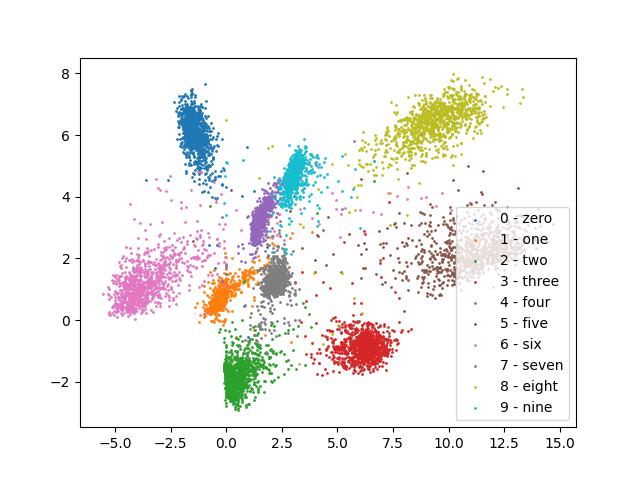 8
6
4
2
0
−2
−5.0 −2.5 0.0 2.5 5.0 7.5 10.0 12.5 15.0
0 - zero
1 - one
2 - two
3 - three
4 - four
5 - five
6 - six
7 - seven
8 - eight
9 - nine